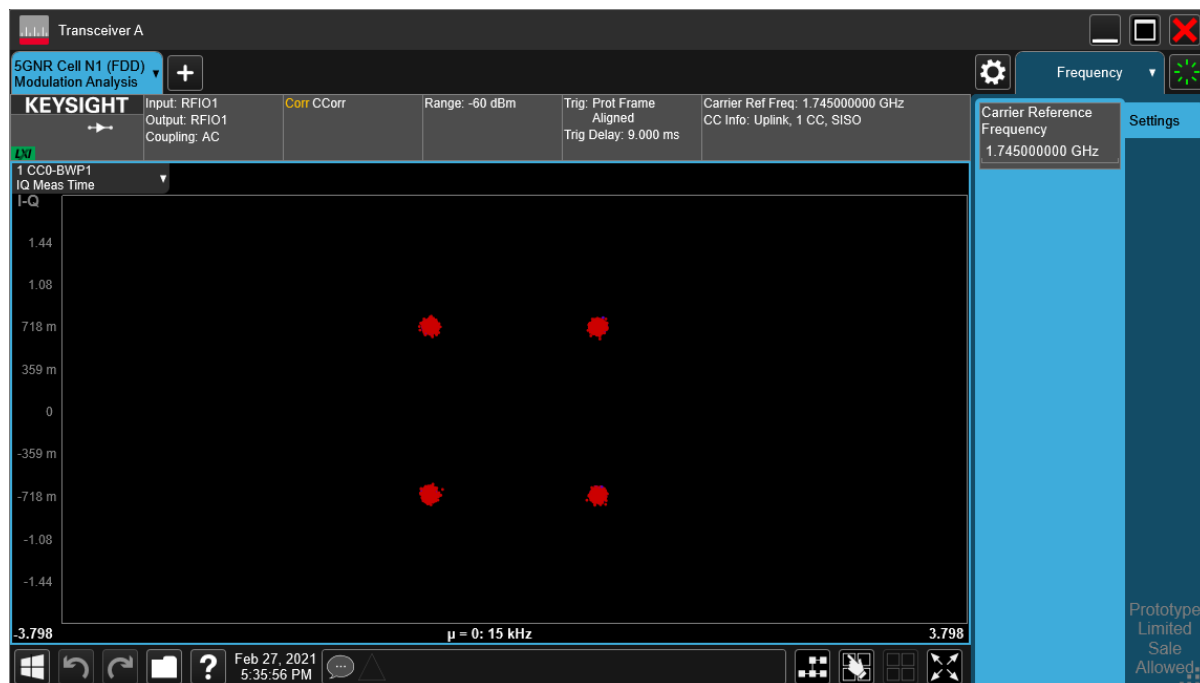 Transceiver A
5GNR Cell N1 (FDD)
Modulation Analysis
Frequency
KEYSIGHT
LXI
Input: RFIO1
Output: RFIO1
Coupling: AC
Corr CCorr
Range: -60 dBm
Trig: Prot Frame
Aligned
Trig Delay: 9.000 ms
Carrier Ref Freq: 1.745000000 GHz
CC Info: Uplink, 1 CC, SISO
Carrier Reference
Frequency
1.745000000 GHz
Settings
1 CC0-BWP1
IQ Meas Time
I-Q
1.44
1.08
718 m
359 m
0
-359 m
-718 m
-1.08
-1.44
-3.798
μ = 0: 15 kHz
3.798
Prototype
Limited
Sale
Allowed
?
Feb 27, 2021
5:35:56 PM